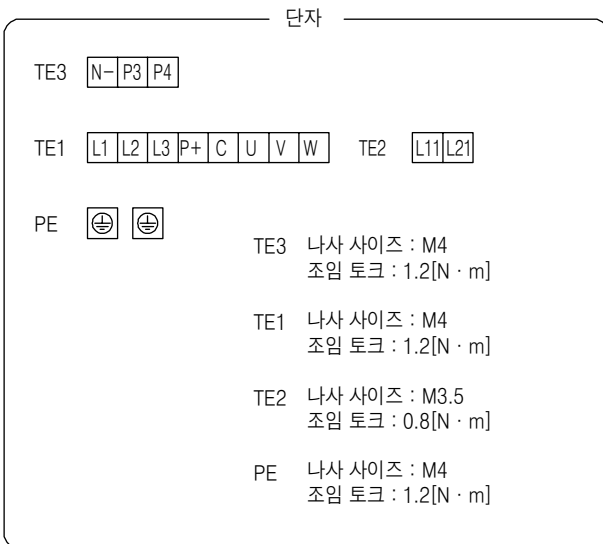 단자
TE3 N- P3 P4
TE1 L1 L2 L3 P+ C U V W TE2 L11 L21
PE
TE3 나사 사이즈 : M4
조임 토크 : 1.2[N · m]
TE1 나사 사이즈 : M4
조임 토크 : 1.2[N · m]
TE2 나사 사이즈 : M3.5
조임 토크 : 0.8[N · m]
PE 나사 사이즈 : M4
조임 토크 : 1.2[N · m]